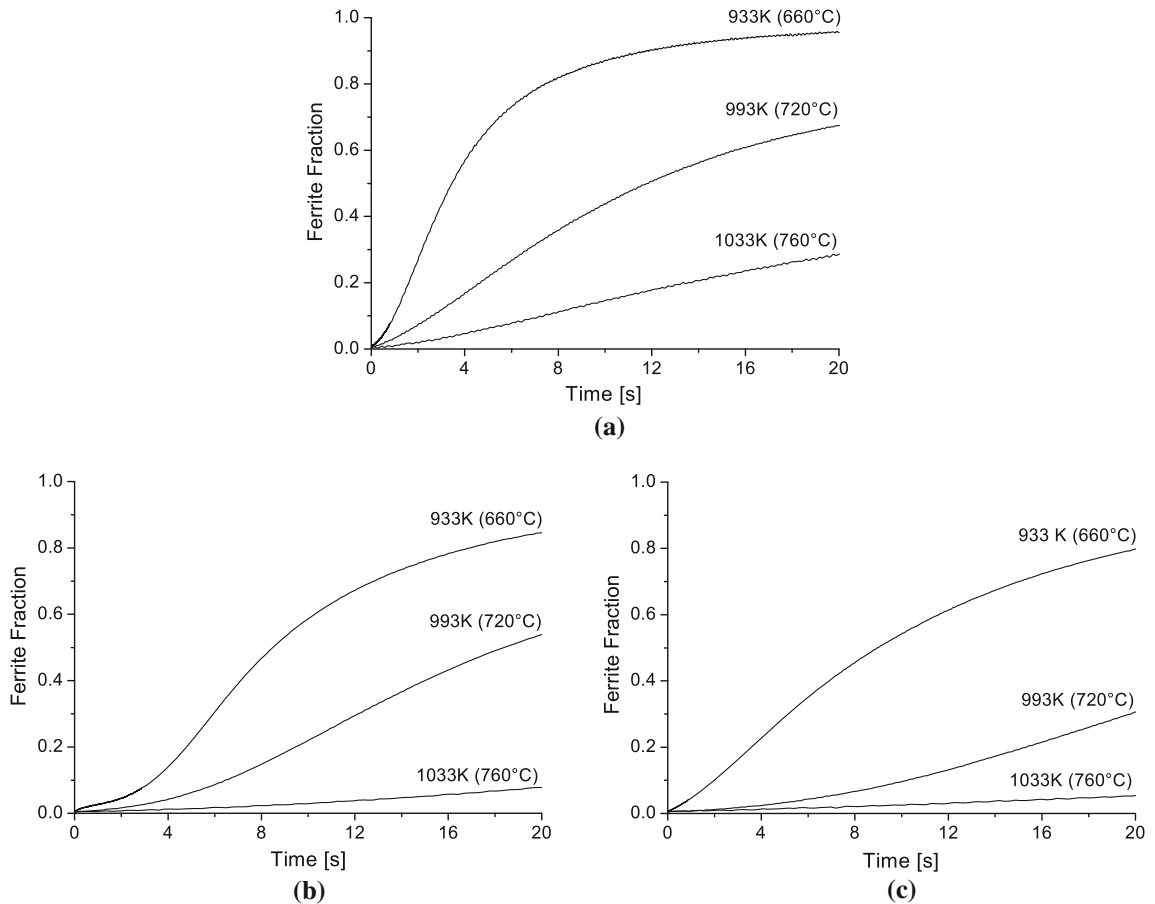 1.0
0.8
0.6
0.4
0.2
0.0
Ferrite Fraction
933K (660°C)
993K (720°C)
1033K (760°C)
0 4 8 12 16 20
Time [s]
(a)
1.0
0.8
0.6
0.4
0.2
0.0
Ferrite Fraction
933K (660°C)
993K (720°C)
1033K (760°C)
0 4 8 12 16 20
Time [s]
(b)
1.0
0.8
0.6
0.4
0.2
0.0
Ferrite Fraction
933 K (660°C)
993K (720°C)
1033K (760°C)
0 4 8 12 16 20
Time [s]
(c)